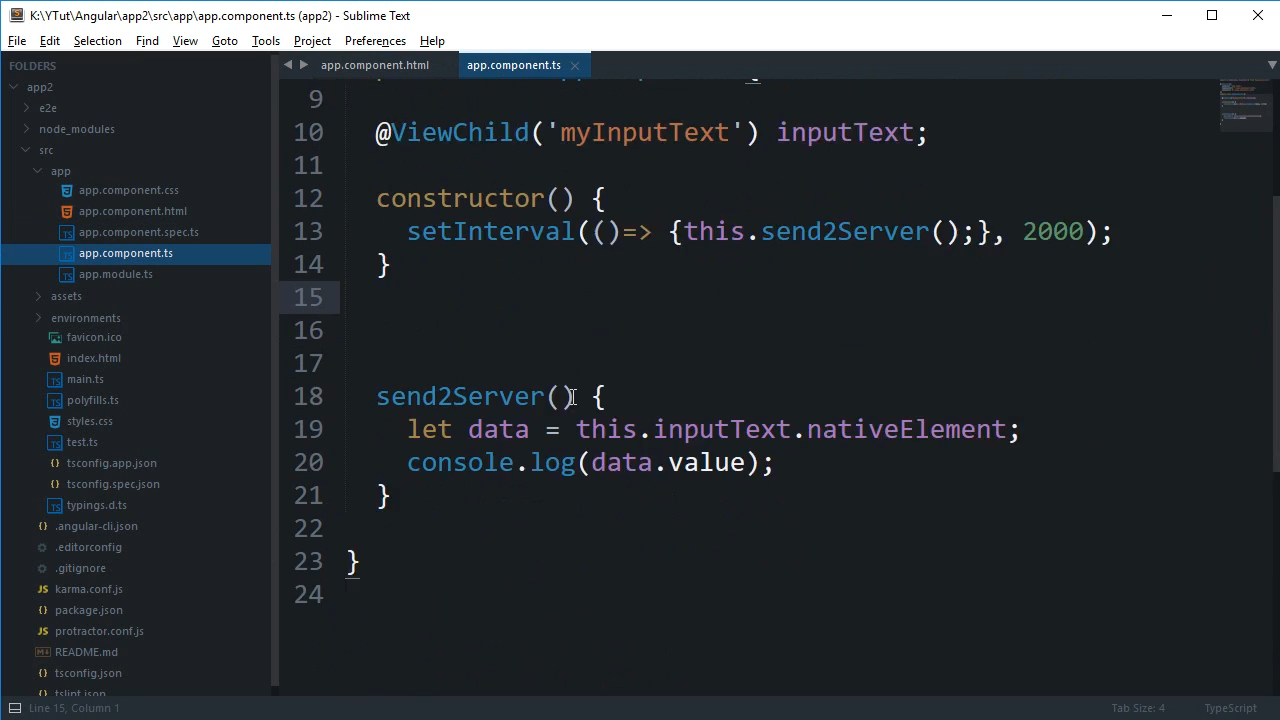 K:\YTut\Angular\app2\src\app\app.component.ts (app2) - Sublime Text
File Edit Selection Find View Goto Tools Project Preferences Help
FOLDERS
app2
e2e
node_modules
src
app
app.component.css
app.component.html
app.component.spec.ts
app.component.ts
app.module.ts
assets
environments
favicon.ico
index.html
main.ts
polyfills.ts
styles.css
test.ts
tsconfig.app.json
tsconfig.spec.json
typings.d.ts
.angular-cli.json
.editorconfig
.gitignore
karma.conf.js
package.json
protractor.conf.js
README.md
tsconfig.json
tslint.json
app.component.html app.component.ts
9
10 @ViewChild('myInputText') inputText;
11
12 constructor() {
13 setInterval(()=> {this.send2Server();}, 2000);
14 }
15
16
17
18 send2Server() {
19 let data = this.inputText.nativeElement;
20 console.log(data.value);
21 }
22
23 }
24
Line 15, Column 1
Tab Size: 4 TypeScript